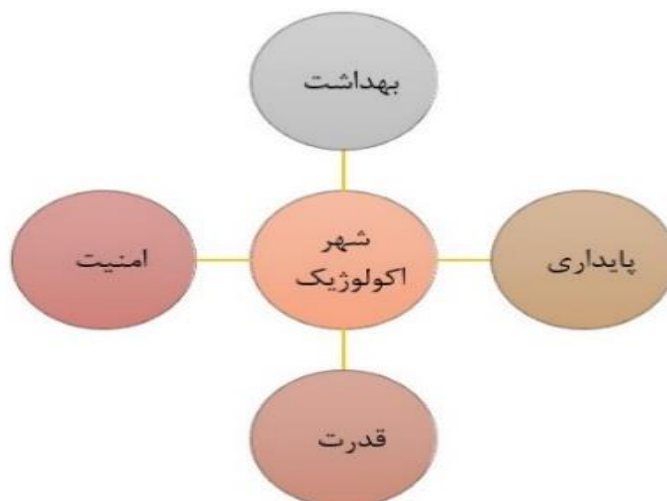 بهداشت
پایداری
شهر
اکولوژیک
امنیت
قدرت